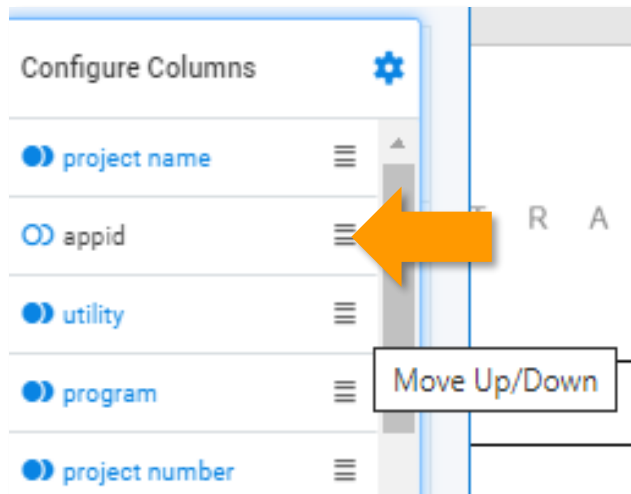 Configure Columns
project name
appid
T R A
utility
Move Up/Down
program
project number